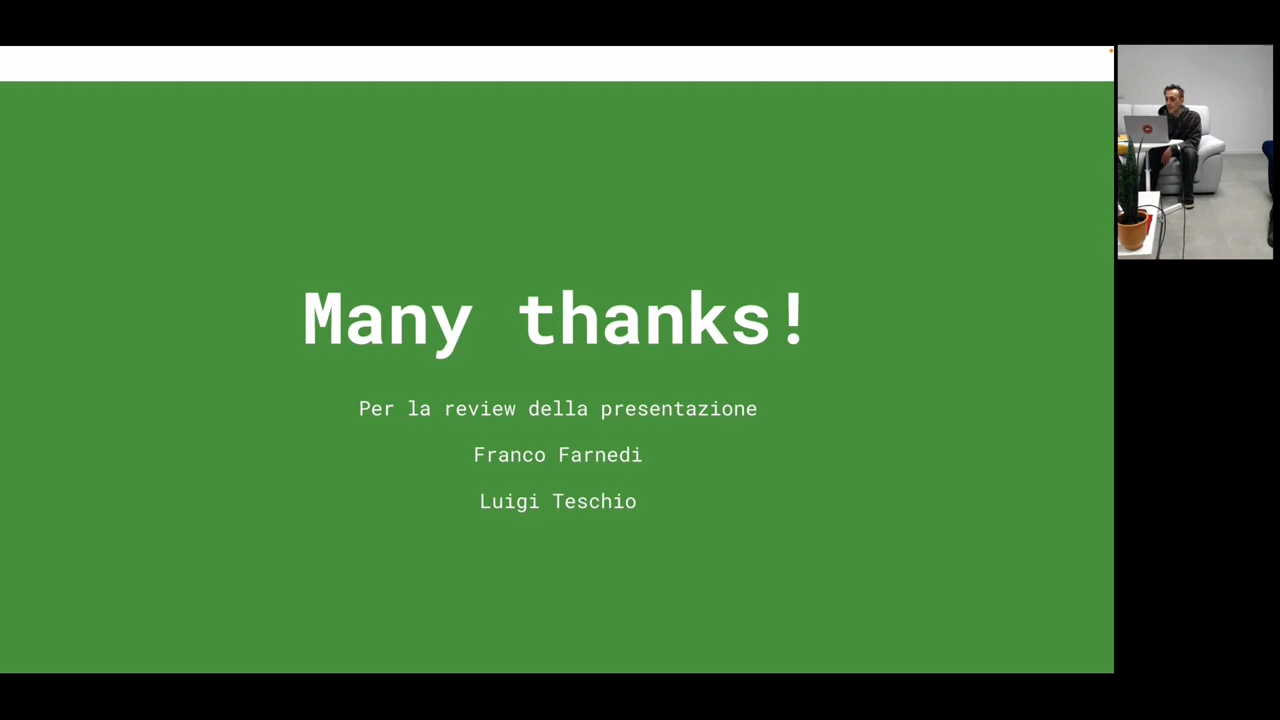 Many thanks!
Per la review della presentazione
Franco Farnedi
Luigi Teschio